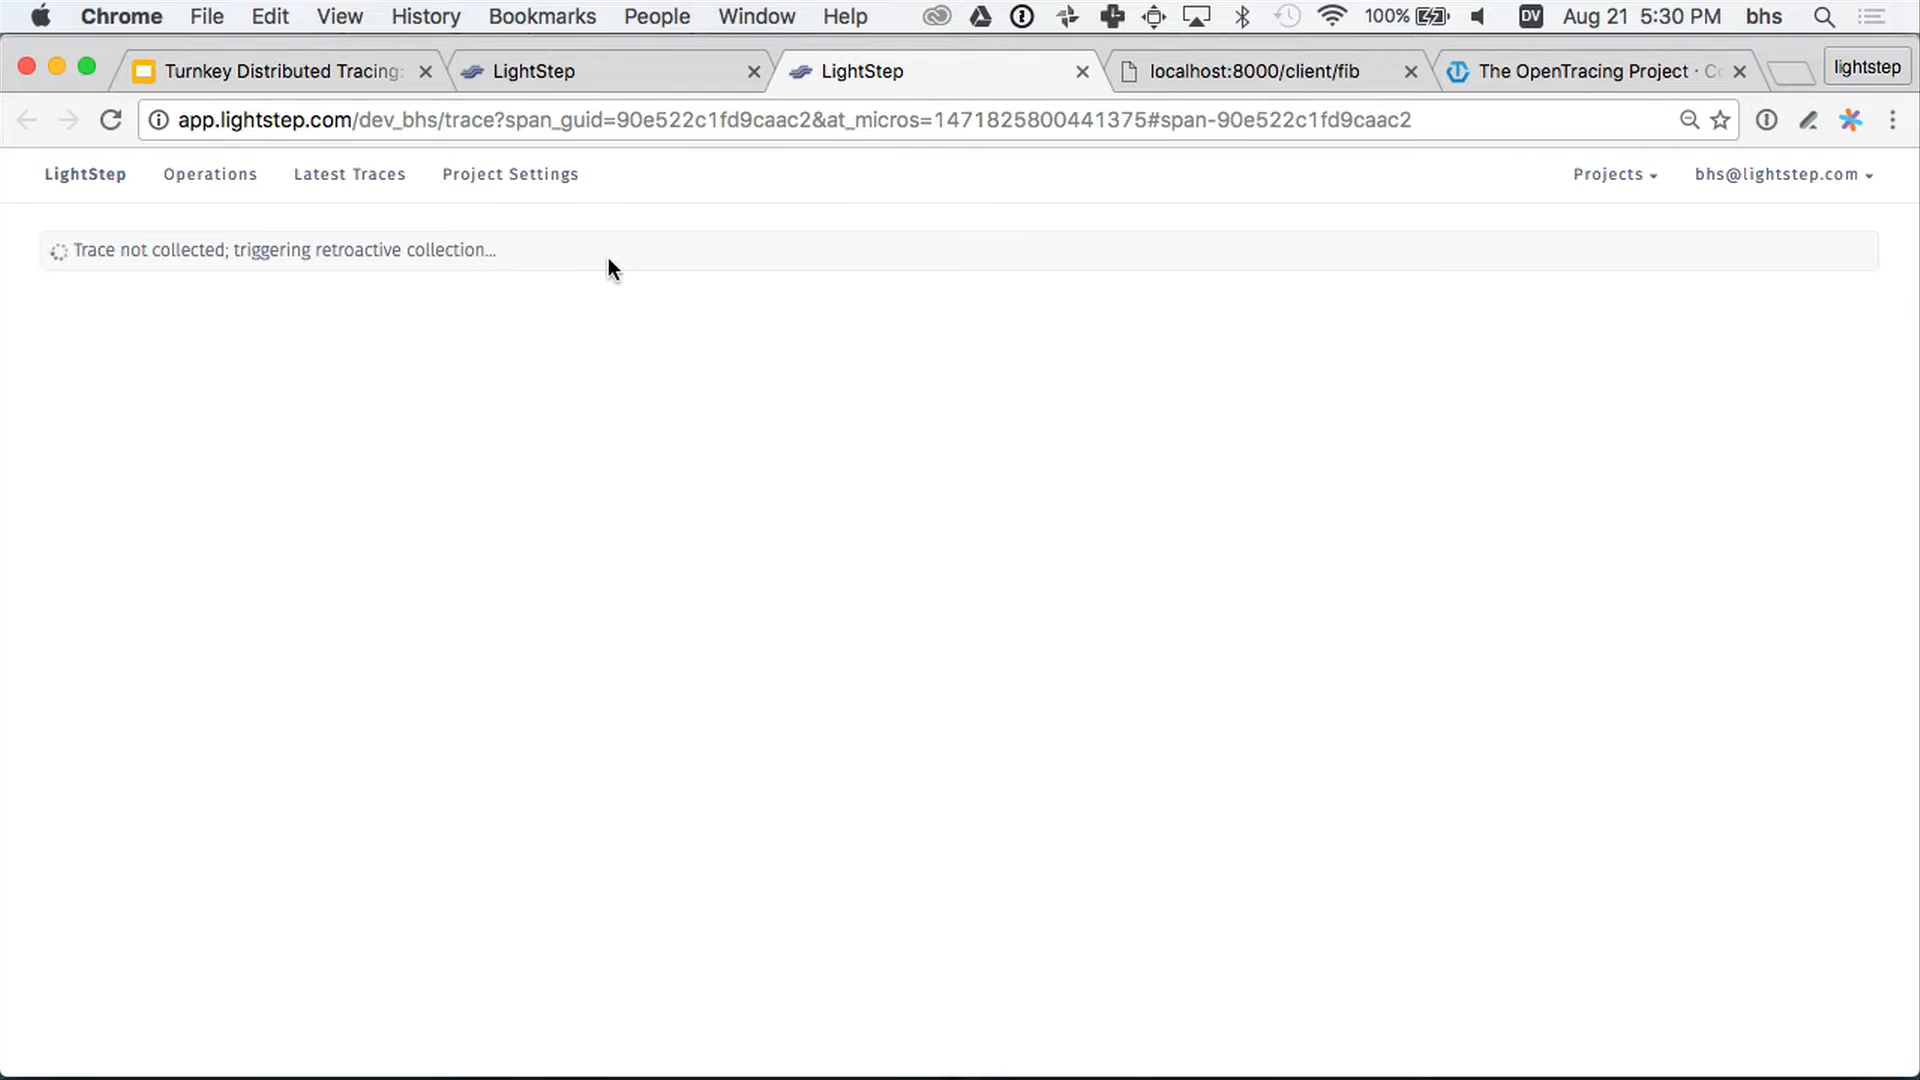 Chrome File Edit View History Bookmarks People Window Help 100% DV Aug 21 5:30 PM bhs
Turnkey Distributed Tracing: LightStep LightStep localhost:8000/client/fib The OpenTracing Project · Co lightstep
app.lightstep.com/dev_bhs/trace?span_guid=90e522c1fd9caac2&at_micros=1471825800441375#span-90e522c1fd9caac2
LightStep Operations Latest Traces Project Settings Projects bhs@lightstep.com
Trace not collected; triggering retroactive collection...